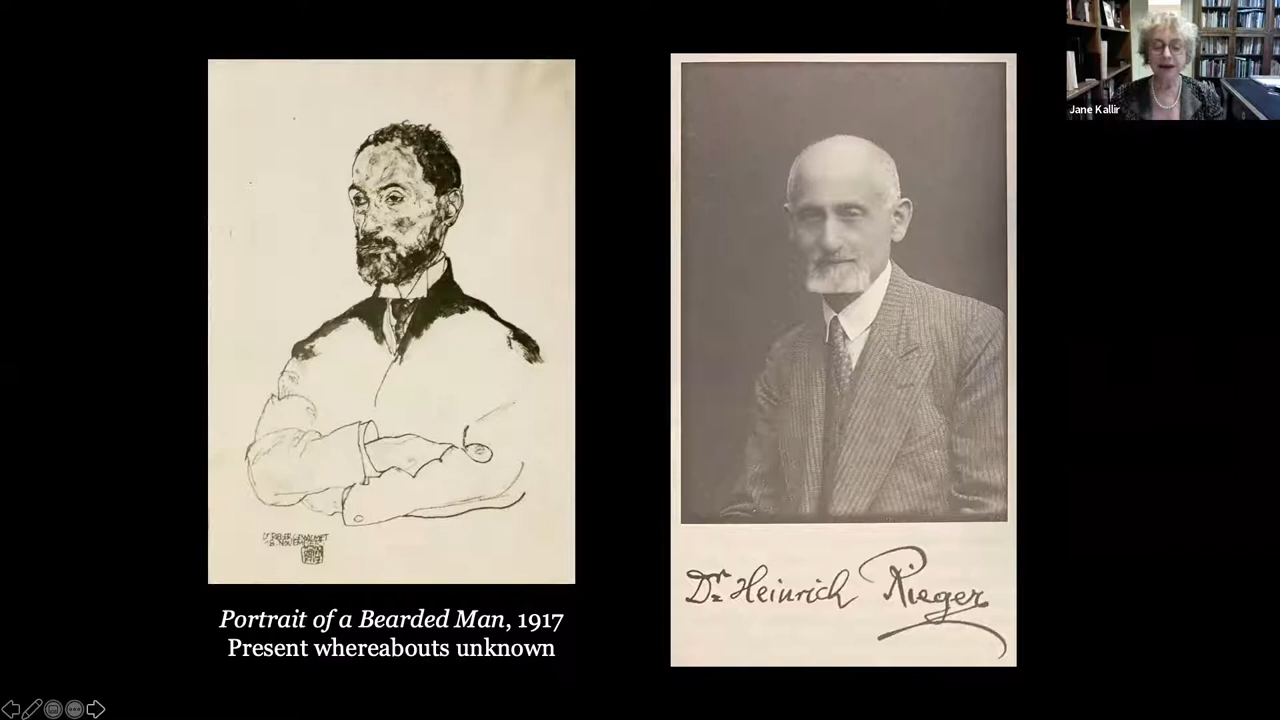 Jane Kallir
Portrait of a Bearded Man, 1917
Present whereabouts unknown
Dr. Heinrich Rieger